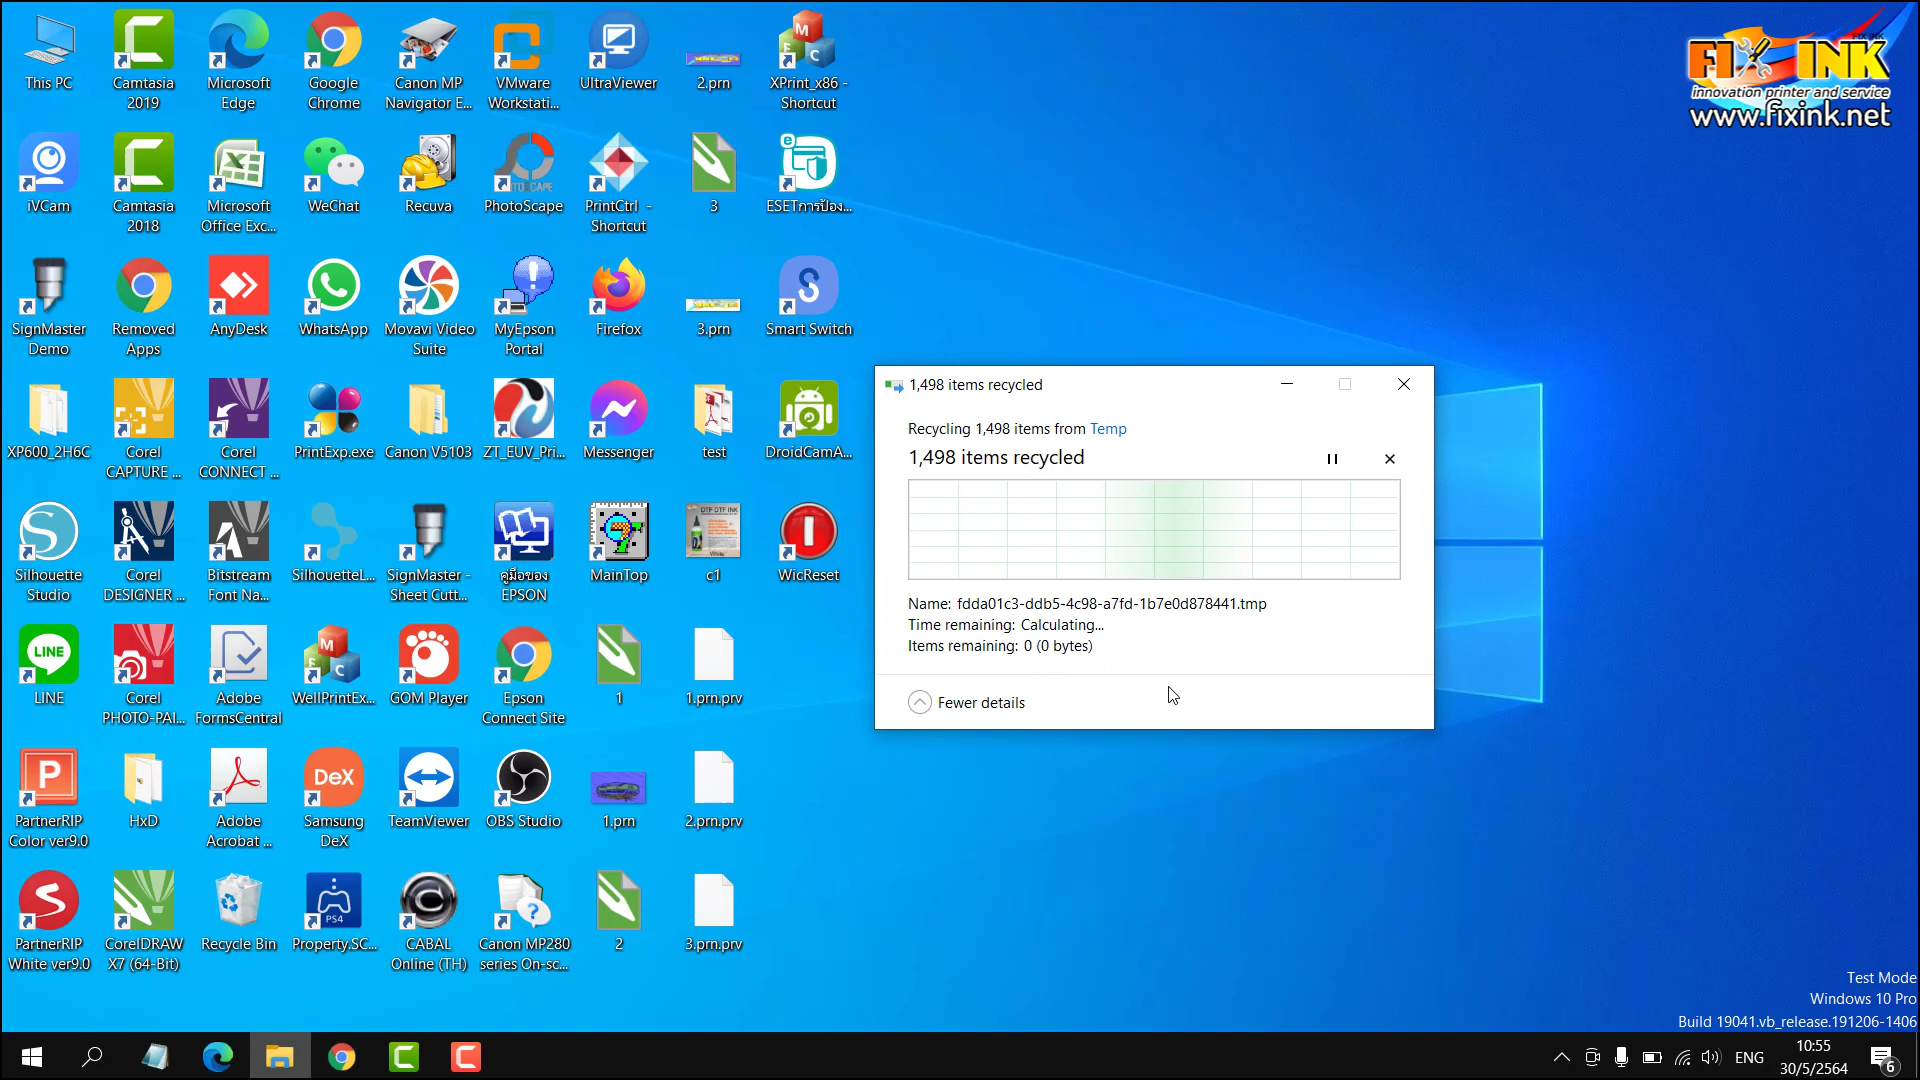 This PC
Camtasia
2019
Microsoft
Edge
Google
Chrome
Canon MP
Navigator E...
VMware
Workstati...
UltraViewer
2.prn
XPrint_x86 -
Shortcut
iVCam
Camtasia
2018
Microsoft
Office Exc...
WeChat
Recuva
PhotoScape
PrintCtrl -
Shortcut
3
ESETการป้อง...
SignMaster
Demo
Removed
Apps
AnyDesk
WhatsApp
Movavi Video
Suite
MyEpson
Portal
Firefox
3.prn
Smart Switch
XP600_2H6C
Corel
CAPTURE ...
Corel
CONNECT ...
PrintExp.exe
Canon V5103
ZT_EUV_Pri...
Messenger
test
DroidCamA...
Silhouette
Studio
Corel
DESIGNER ...
Bitstream
Font Na...
SilhouetteL...
SignMaster -
Sheet Cutt...
คู่มือของ
EPSON
MainTop
DTF DTF INK
White
c1
WicReset
LINE
LINE
Corel
PHOTO-PAI...
Adobe
FormsCentral
M
F
C
WellPrintEx...
GOM Player
Epson
Connect Site
1
1.prn.prv
P
PartnerRIP
Color ver9.0
HxD
Adobe
Acrobat ...
DeX
Samsung
DeX
TeamViewer
OBS Studio
1.prn
2.prn.prv
PartnerRIP
White ver9.0
CorelDRAW
X7 (64-Bit)
Recycle Bin
PS4
Property.SC...
CABAL
Online (TH)
Canon MP280
series On-sc...
2
3.prn.prv
FIX INK
FIX INK
innovation printer and service
www.fixink.net
1,498 items recycled
Recycling 1,498 items from Temp
1,498 items recycled
Name: fdda01c3-ddb5-4c98-a7fd-1b7e0d878441.tmp
Time remaining: Calculating...
Items remaining: 0 (0 bytes)
Fewer details
Test Mode
Windows 10 Pro
Build 19041.vb_release.191206-1406
ENG
10:55
30/5/2564
6